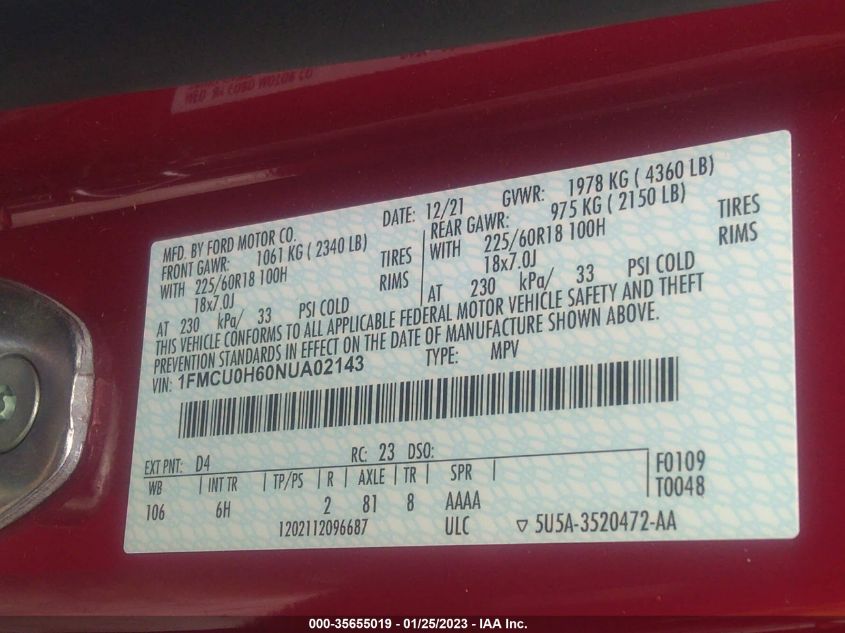 MFD. BY FORD MOTOR CO.
DATE: 12/21 GVWR: 1978 KG ( 4360 LB)
FRONT GAWR: 1061 KG ( 2340 LB) REAR GAWR: 975 KG ( 2150 LB)
WITH 225/60R18 100H TIRES WITH 225/60R18 100H TIRES
18x7.0J RIMS 18x7.0J RIMS
AT 230 kPa/ 33 PSI COLD AT 230 kPa/ 33 PSI COLD
THIS VEHICLE CONFORMS TO ALL APPLICABLE FEDERAL MOTOR VEHICLE SAFETY AND THEFT
PREVENTION STANDARDS IN EFFECT ON THE DATE OF MANUFACTURE SHOWN ABOVE.
VIN: 1FMCU0H60NUA02143 TYPE: MPV
EXT PNT: D4 RC: 23 DSO:
WB INT TR TP/PS R AXLE TR SPR F0109
106 6H 2 81 8 AAAA T0048
1202112096687 ULC ▽ 5U5A-3520472-AA
000-35655019 - 01/25/2023 - IAA Inc.